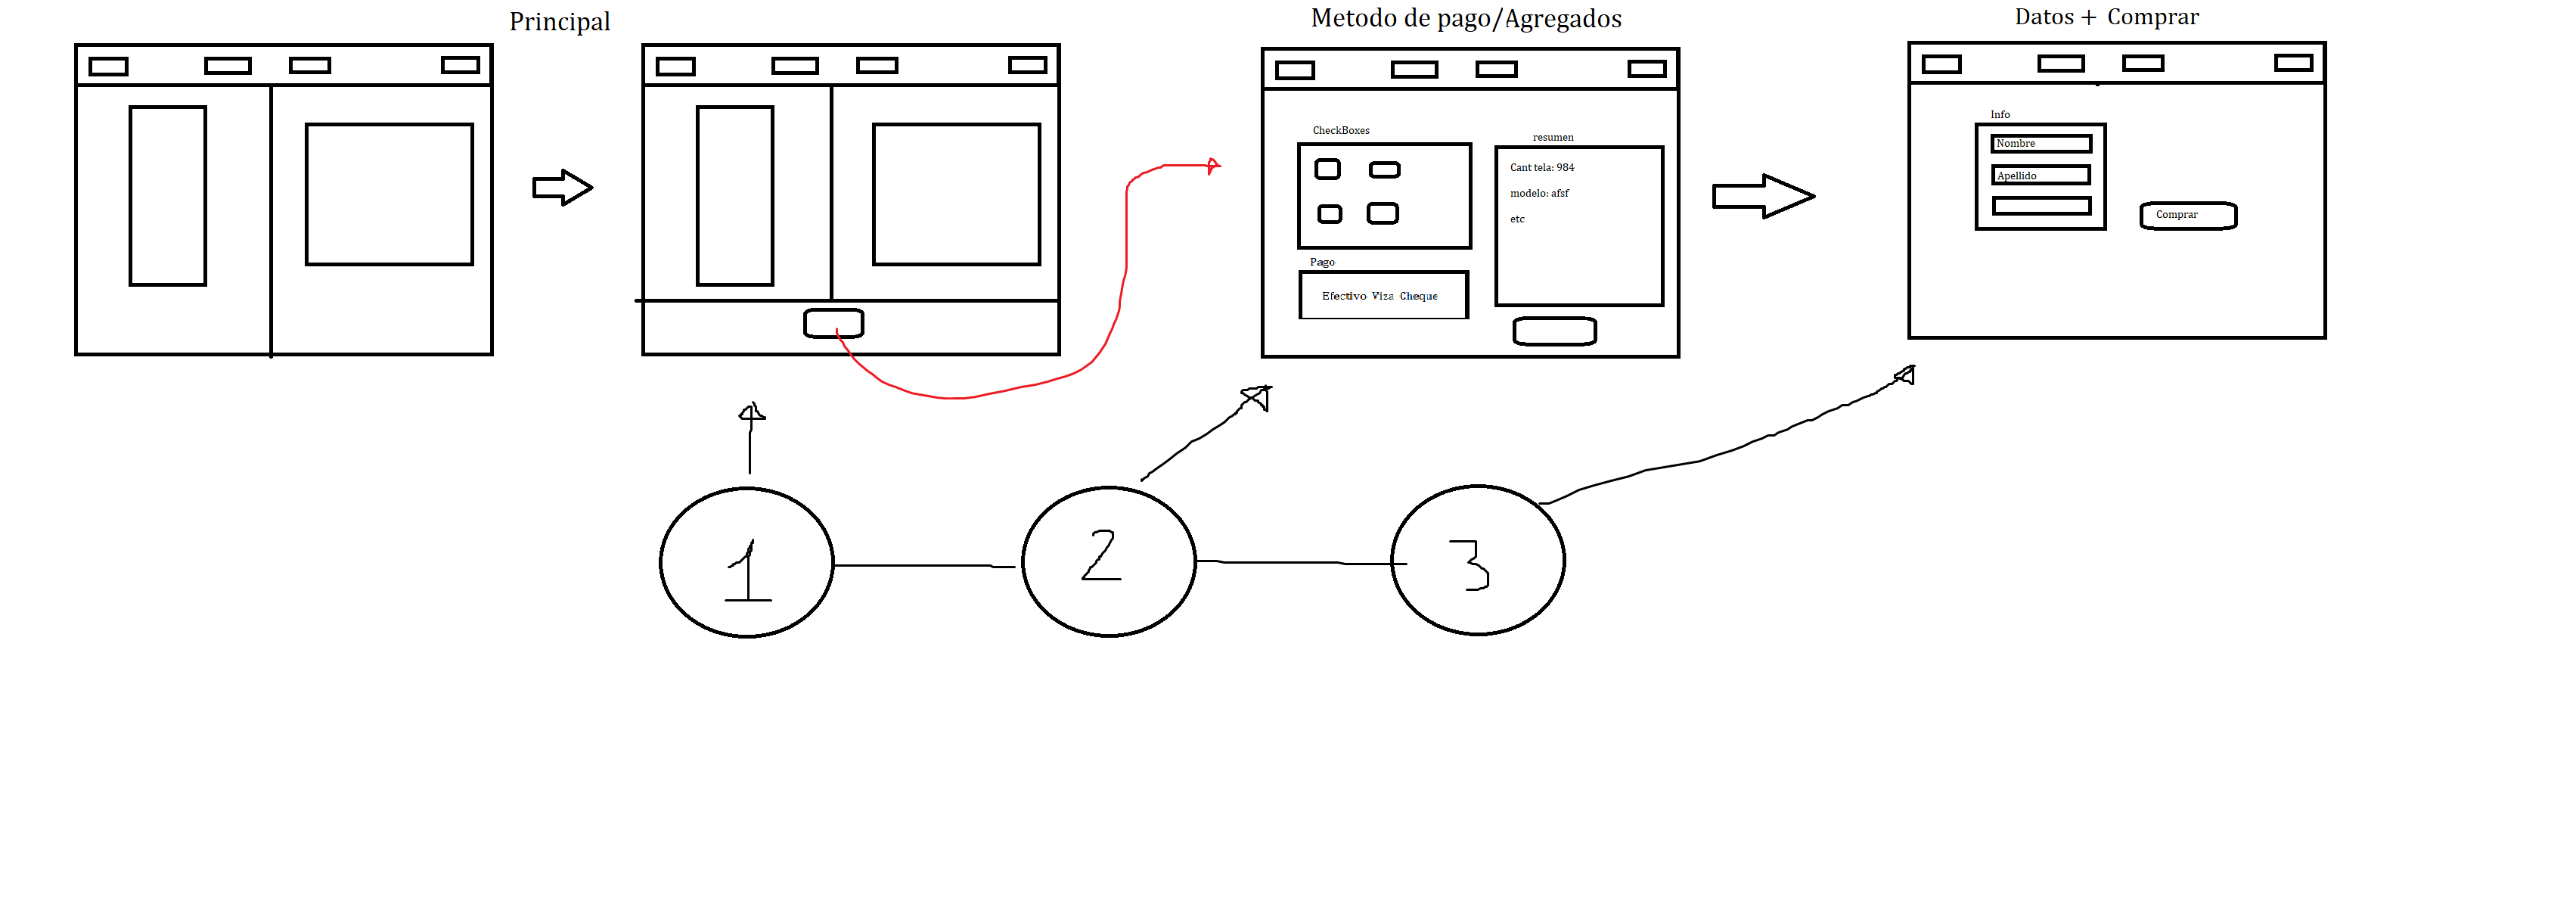 Principal
Metodo de pago/Agregados
CheckBoxes
resumen
Cant tela: 984
modelo: afsf
etc
Pago
Efectivo Viza Cheque
Datos + Comprar
Info
Nombre
Apellido
Comprar
1
2
3